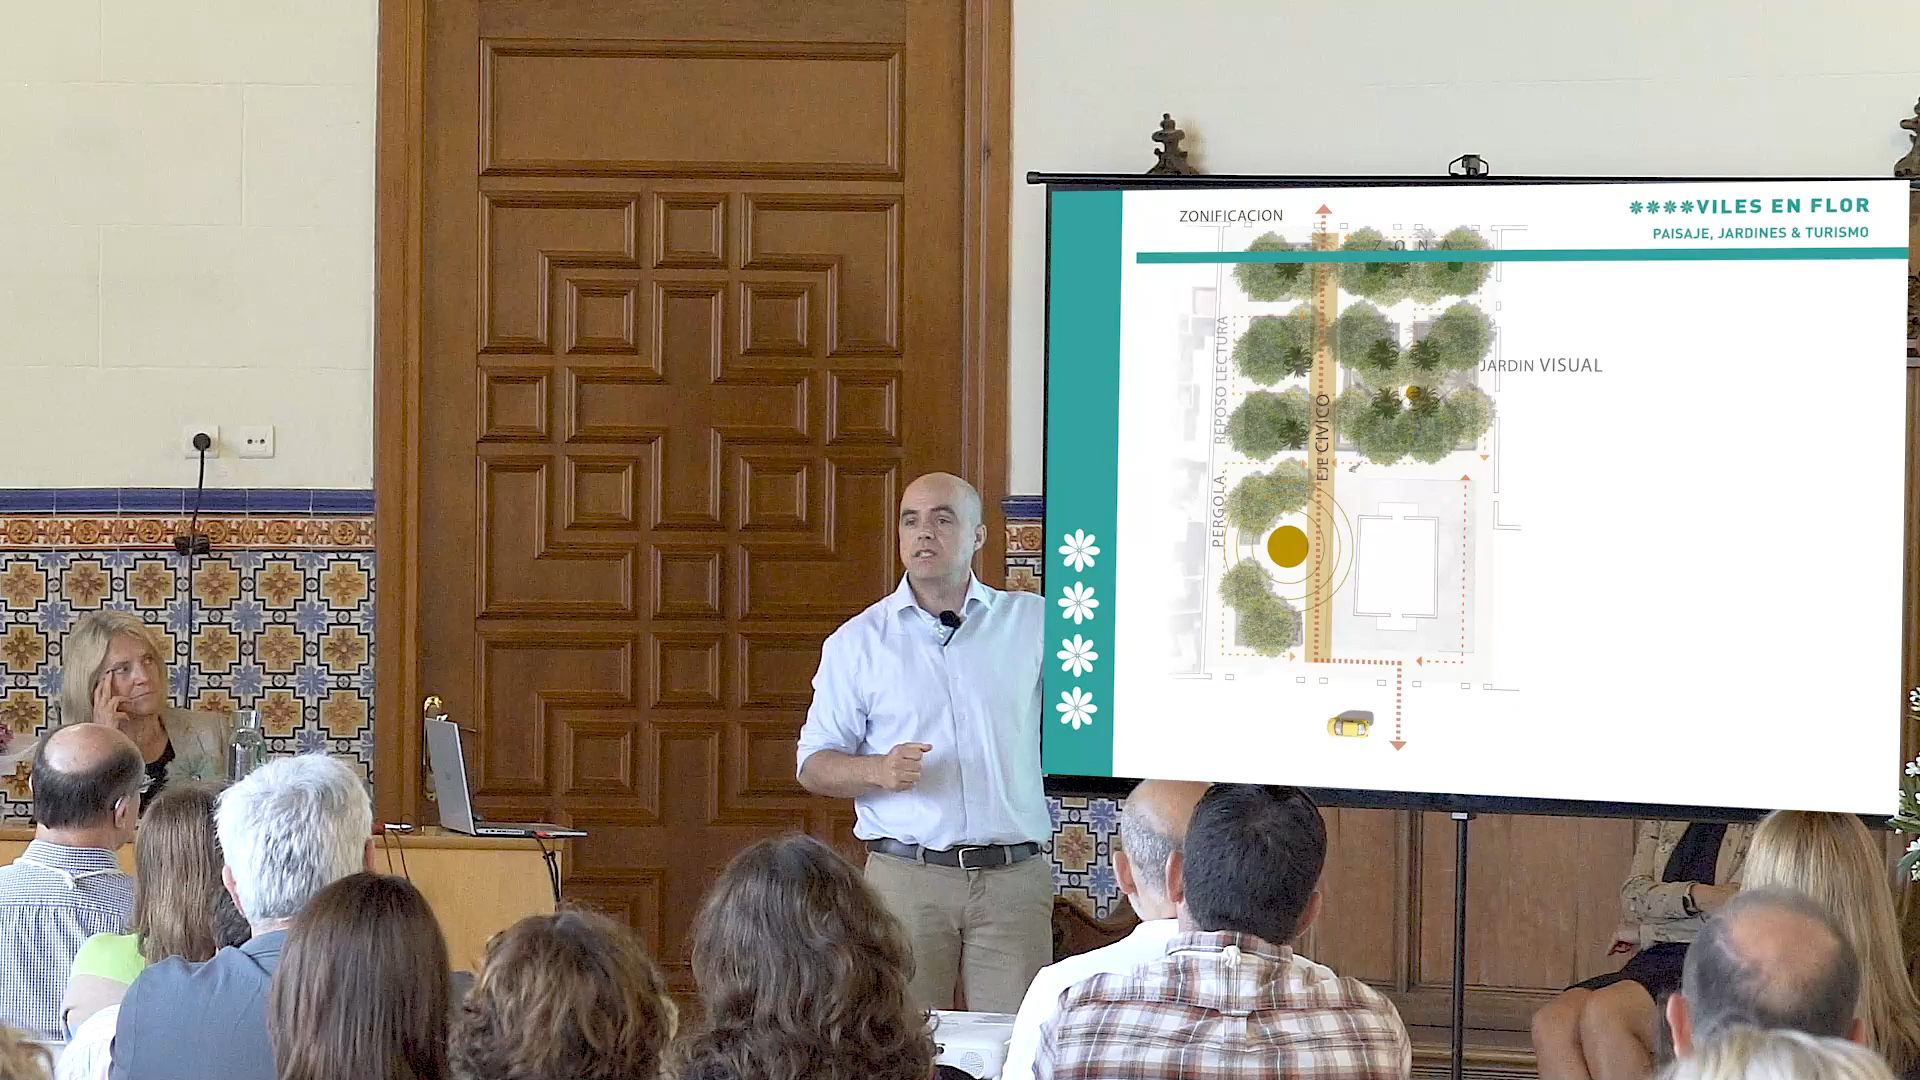 ZONIFICACION
VILES EN FLOR
PAISAJE, JARDINES & TURISMO
ZONA
REPOSO LECTURA
JARDIN VISUAL
EJE CIVICO
PERGOLA